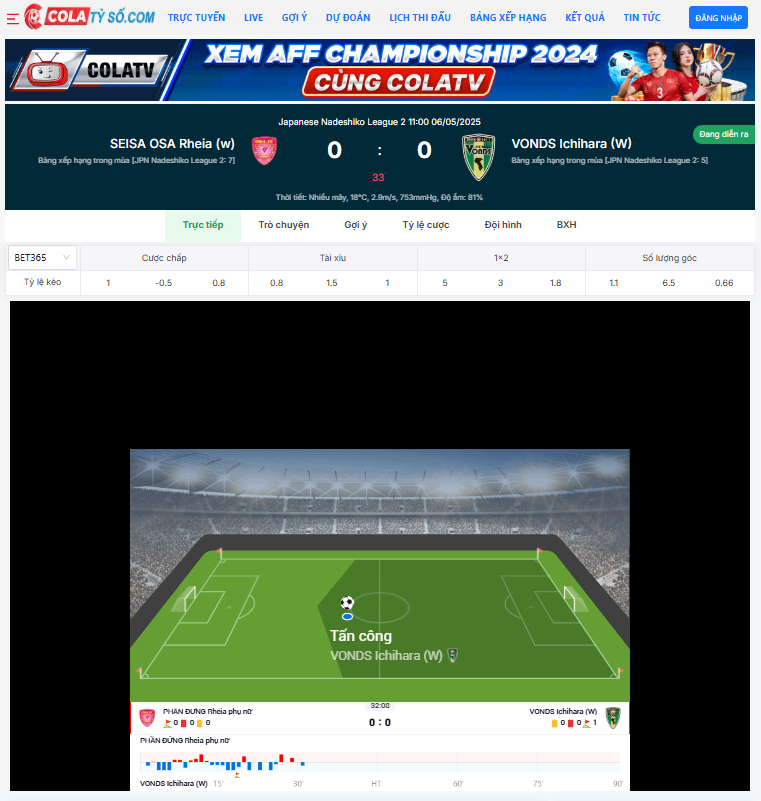 COLA TỶ SỐ.COM TRỰC TUYẾN LIVE GỢI Ý DỰ ĐOÁN LỊCH THI ĐẤU BẢNG XẾP HẠNG KẾT QUẢ TIN TỨC ĐĂNG NHẬP
COLATV XEM AFF CHAMPIONSHIP 2024
CÙNG COLATV
3
Japanese Nadeshiko League 2 11:00 06/05/2025
Đang diễn ra
SEISA OSA Rheia (w) 0 : 0 VONDS Ichihara (W)
Bảng xếp hạng trong mùa [JPN Nadeshiko League 2: 7] Bảng xếp hạng trong mùa [JPN Nadeshiko League 2: 5]
33
Thời tiết: Nhiều mây, 18°C, 2.9m/s, 753mmHg, Độ ẩm: 81%
Trực tiếp Trò chuyện Gợi ý Tỷ lệ cược Đội hình BXH
BET365 Cược chấp Tài xỉu 1×2 Số lượng góc
Tỷ lệ kèo 1 -0.5 0.8 0.8 1.5 1 5 3 1.8 1.1 6.5 0.66
Tấn công
VONDS Ichihara (W)
32:08
PHẦN ĐỨNG Rheia phụ nữ VONDS Ichihara (W)
0 0 0 0 : 0 0 0 1
PHẦN ĐỨNG Rheia phụ nữ
VONDS Ichihara (W) 15' 30' HT 60' 75' 90'